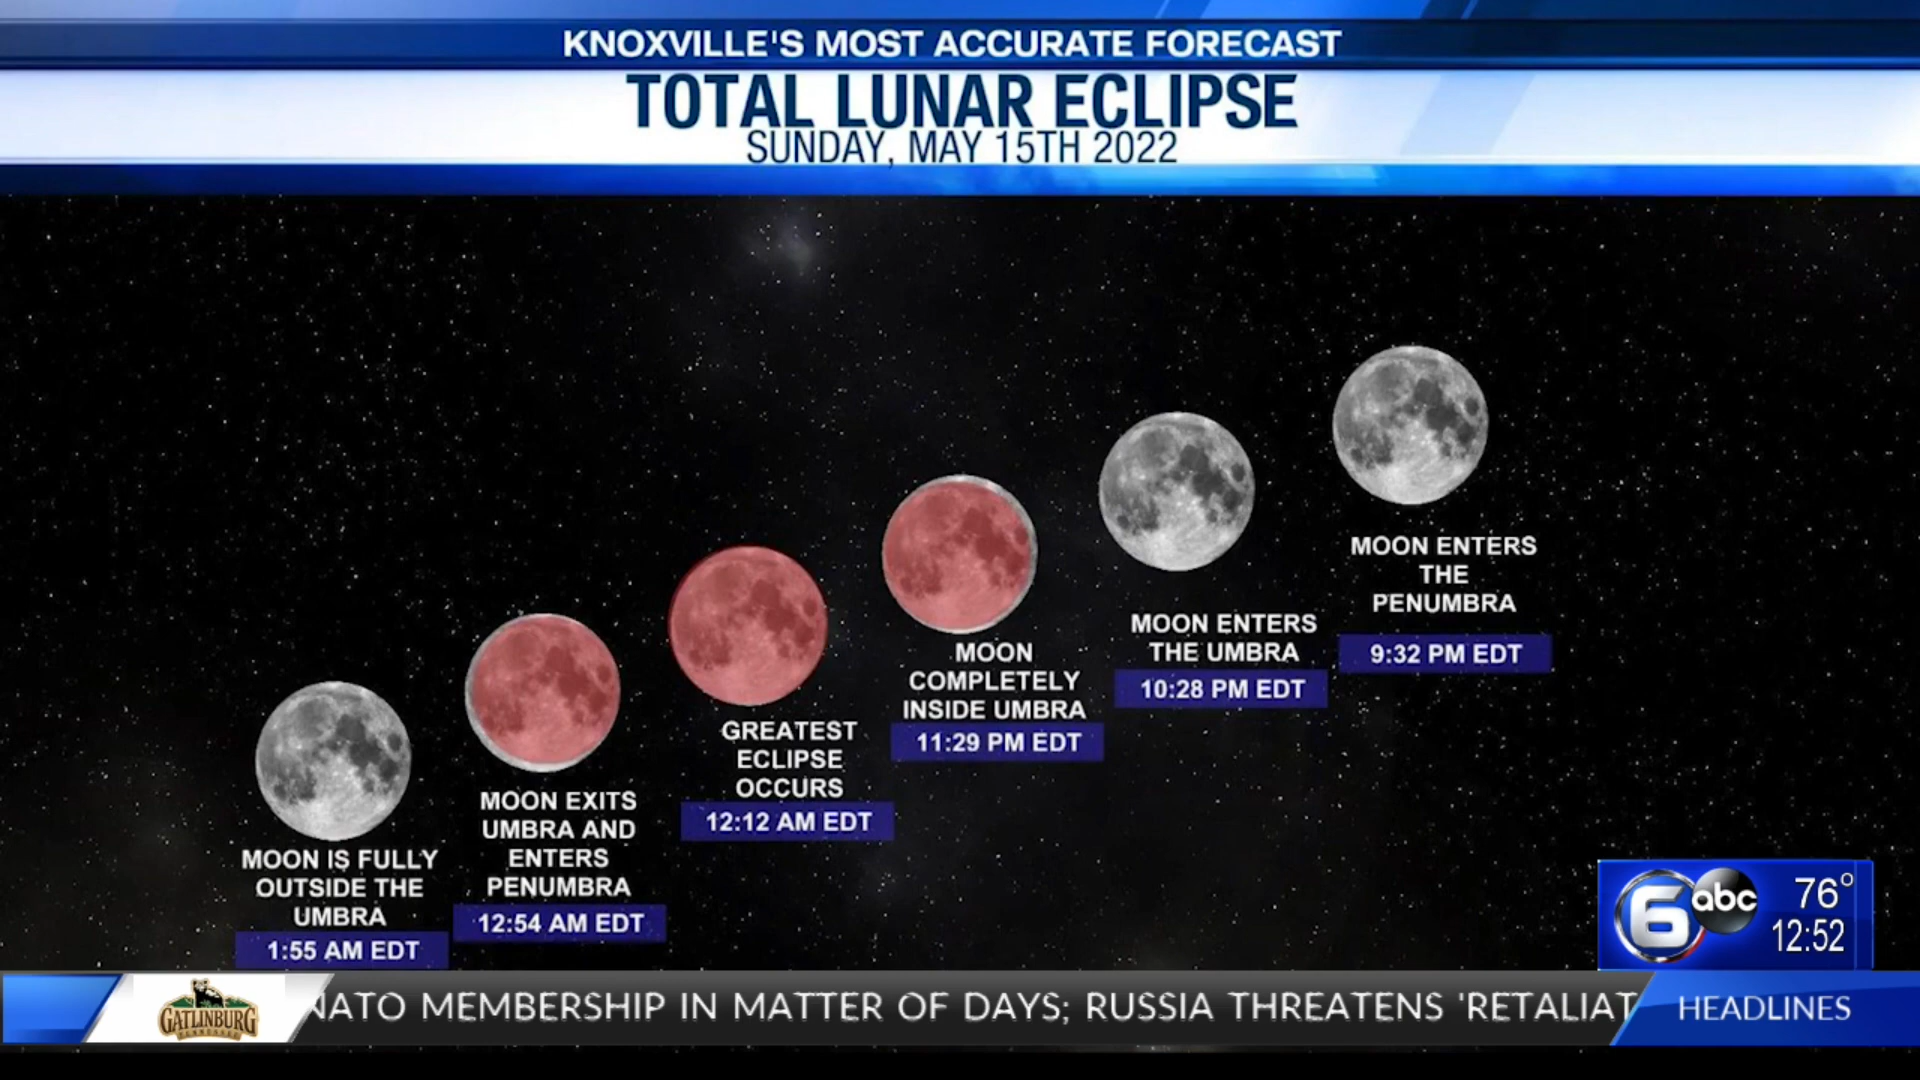 KNOXVILLE'S MOST ACCURATE FORECAST
TOTAL LUNAR ECLIPSE
SUNDAY, MAY 15TH 2022
MOON ENTERS
THE
PENUMBRA
9:32 PM EDT
MOON ENTERS
THE UMBRA
10:28 PM EDT
MOON
COMPLETELY
INSIDE UMBRA
11:29 PM EDT
GREATEST
ECLIPSE
OCCURS
12:12 AM EDT
MOON EXITS
UMBRA AND
ENTERS
PENUMBRA
12:54 AM EDT
MOON IS FULLY
OUTSIDE THE
UMBRA
1:55 AM EDT
6 abc 76°
12:52
GATLINBURG
TENNESSEE
NATO MEMBERSHIP IN MATTER OF DAYS; RUSSIA THREATENS 'RETALIAT
HEADLINES